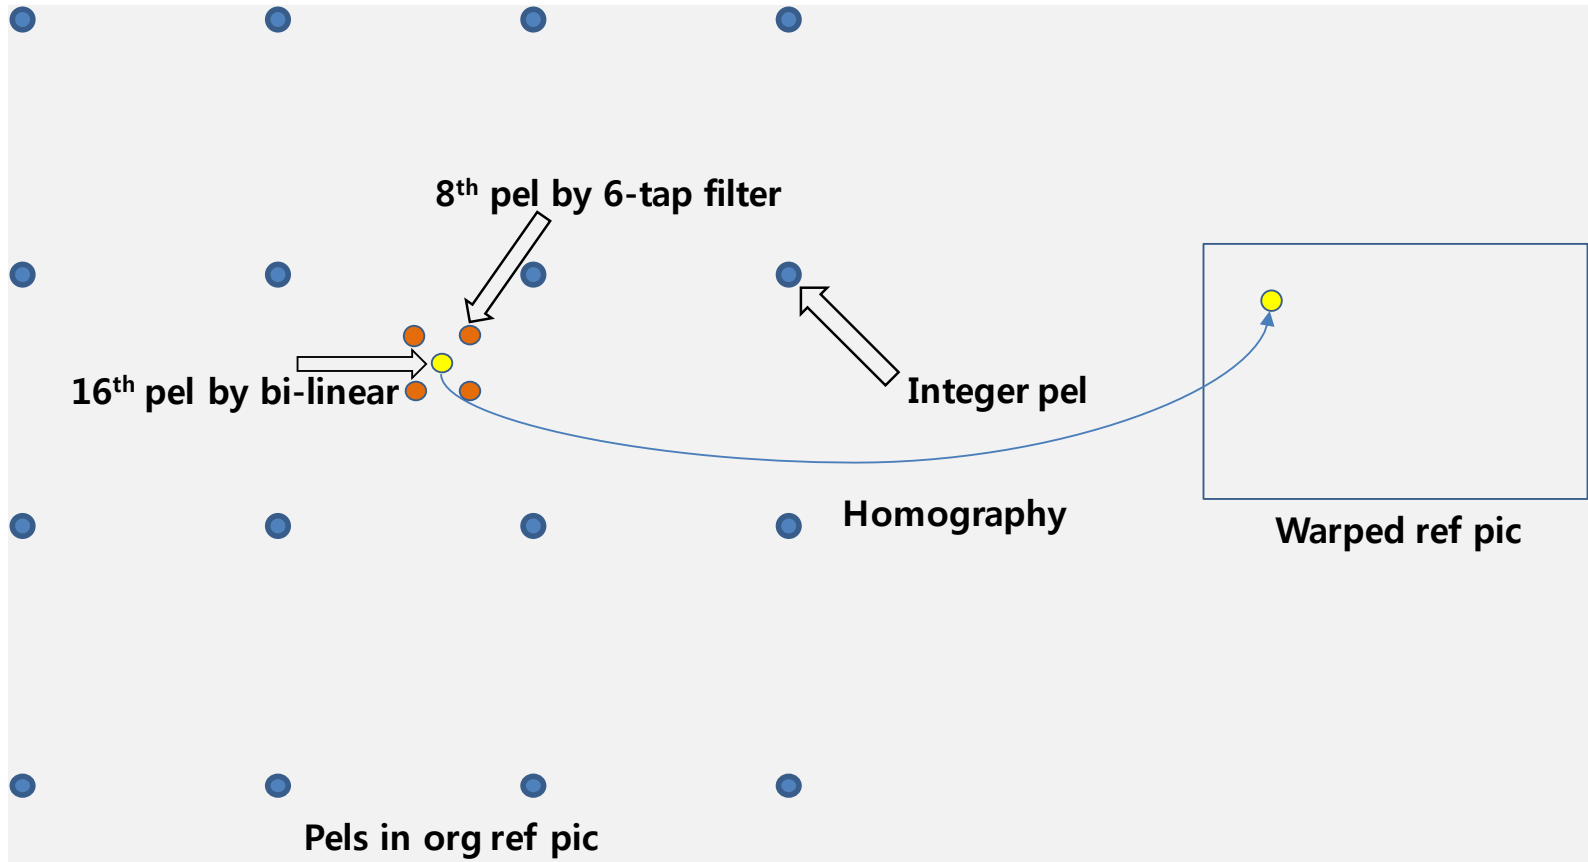 8th pel by 6-tap filter
16th pel by bi-linear
Integer pel
Homography
Warped ref pic
Pels in org ref pic